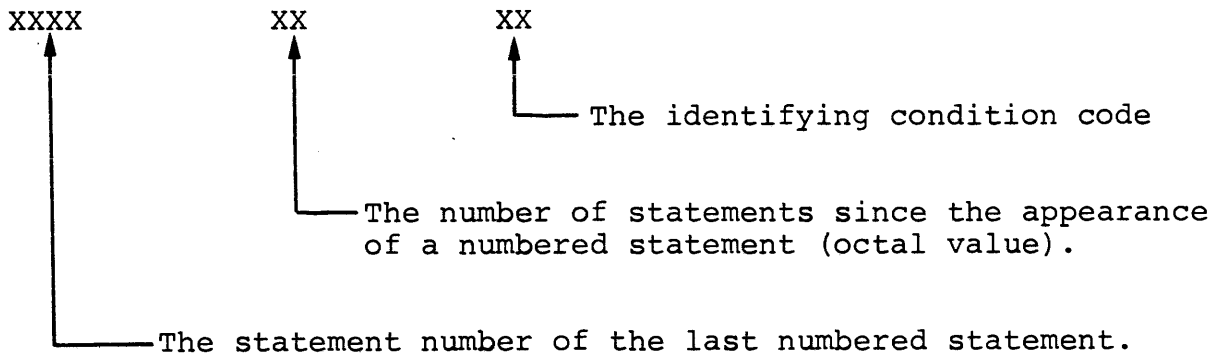 XXXX XX XX
The identifying condition code
The number of statements since the appearance
of a numbered statement (octal value).
The statement number of the last numbered statement.